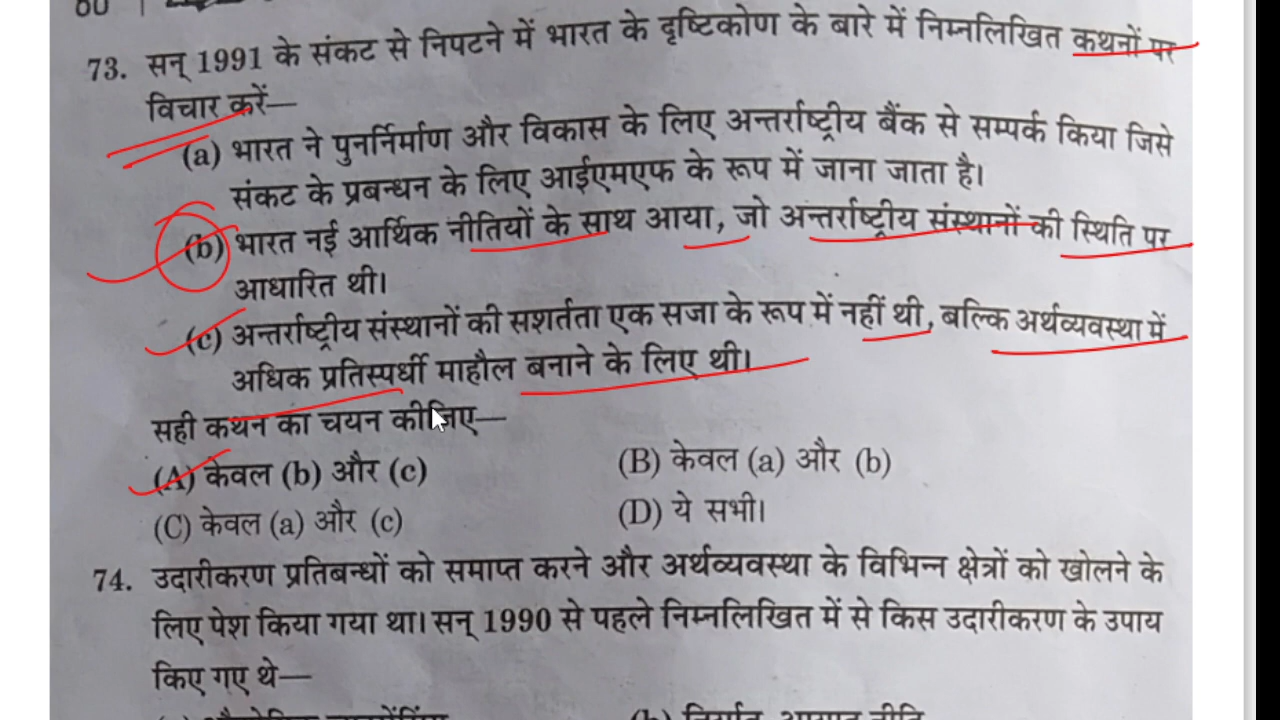 60
73. सन् 1991 के संकट से निपटने में भारत के दृष्टिकोण के बारे में निम्नलिखित कथनों पर
विचार करें—
(a) भारत ने पुनर्निर्माण और विकास के लिए अन्तर्राष्ट्रीय बैंक से सम्पर्क किया जिसे
संकट के प्रबन्धन के लिए आईएमएफ के रूप में जाना जाता है।
(b) भारत नई आर्थिक नीतियों के साथ आया, जो अन्तर्राष्ट्रीय संस्थानों की स्थिति पर
आधारित थी।
(c) अन्तर्राष्ट्रीय संस्थानों की सशर्तता एक सजा के रूप में नहीं थी, बल्कि अर्थव्यवस्था में
अधिक प्रतिस्पर्धी माहौल बनाने के लिए थी।
सही कथन का चयन कीजिए—
(A) केवल (b) और (c) (B) केवल (a) और (b)
(C) केवल (a) और (c) (D) ये सभी।
74. उदारीकरण प्रतिबन्धों को समाप्त करने और अर्थव्यवस्था के विभिन्न क्षेत्रों को खोलने के
लिए पेश किया गया था। सन् 1990 से पहले निम्नलिखित में से किस उदारीकरण के उपाय
किए गए थे—